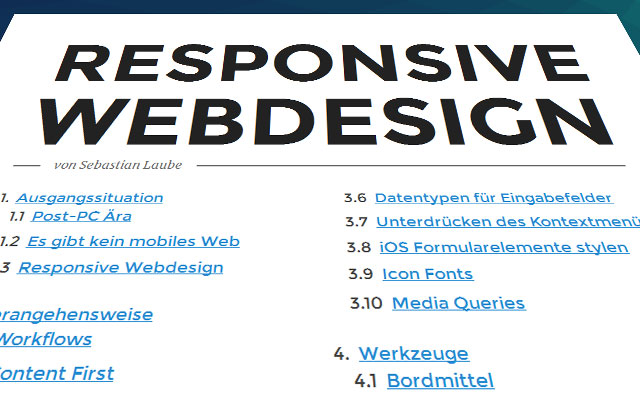 RESPONSIVE
WEBDESIGN
von Sebastian Laube
1. Ausgangssituation
1.1 Post-PC Ära
1.2 Es gibt kein mobiles Web
3 Responsive Webdesign
erangehensweise
Workflows
ontent First
3.6 Datentypen für Eingabefelder
3.7 Unterdrücken des Kontextmenü
3.8 iOS Formularelemente stylen
3.9 Icon Fonts
3.10 Media Queries
4. Werkzeuge
4.1 Bordmittel